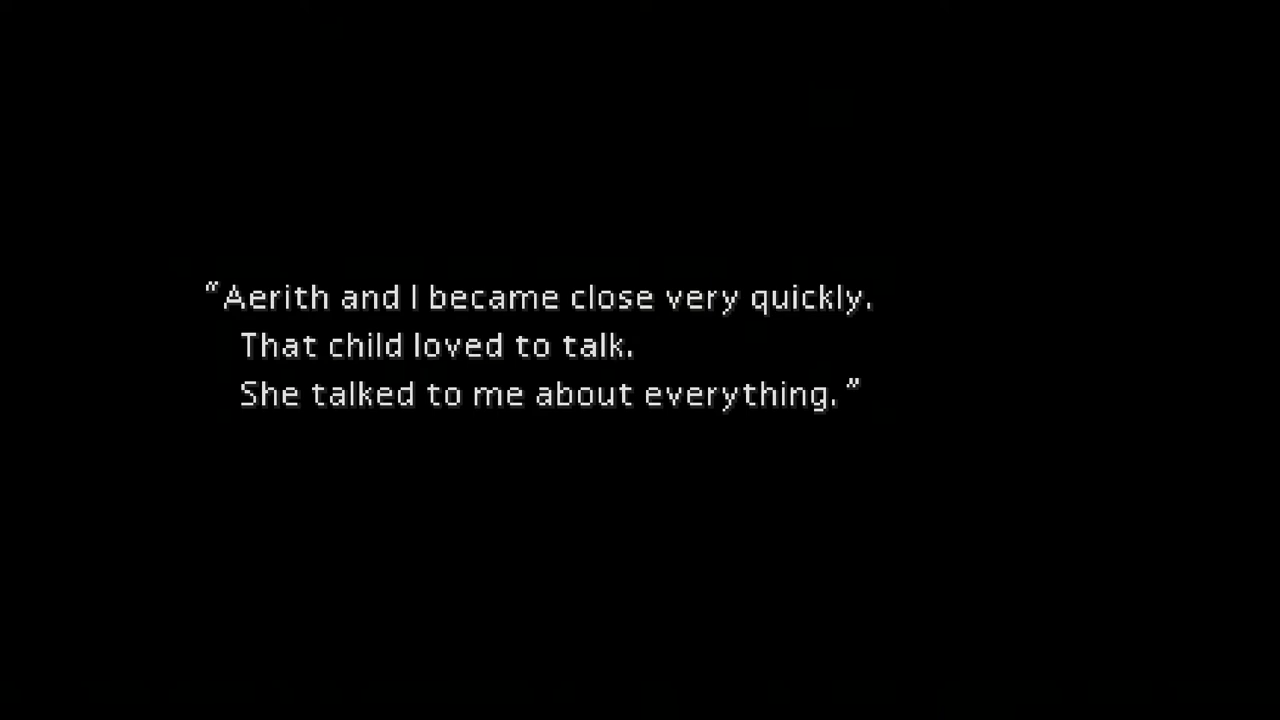 “Aerith and I became close very quickly.
That child loved to talk.
She talked to me about everything.”